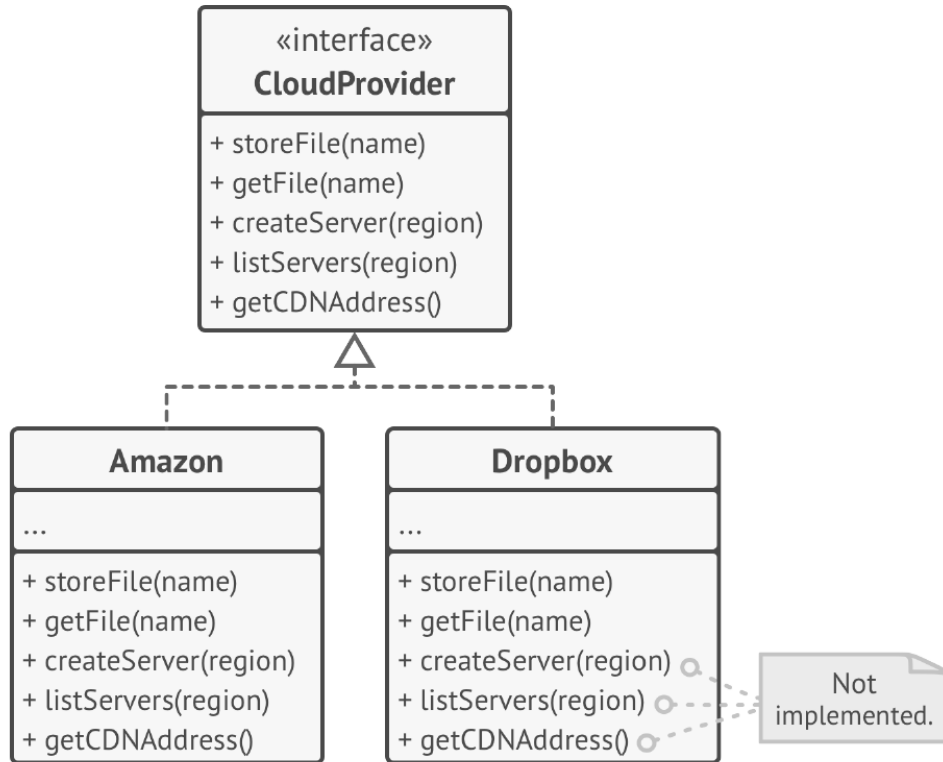 «interface»
CloudProvider
+ storeFile(name)
+ getFile(name)
+ createServer(region)
+ listServers(region)
+ getCDNAddress()
Amazon
...
+ storeFile(name)
+ getFile(name)
+ createServer(region)
+ listServers(region)
+ getCDNAddress()
Dropbox
...
+ storeFile(name)
+ getFile(name)
+ createServer(region)
+ listServers(region)
+ getCDNAddress()
Not
implemented.